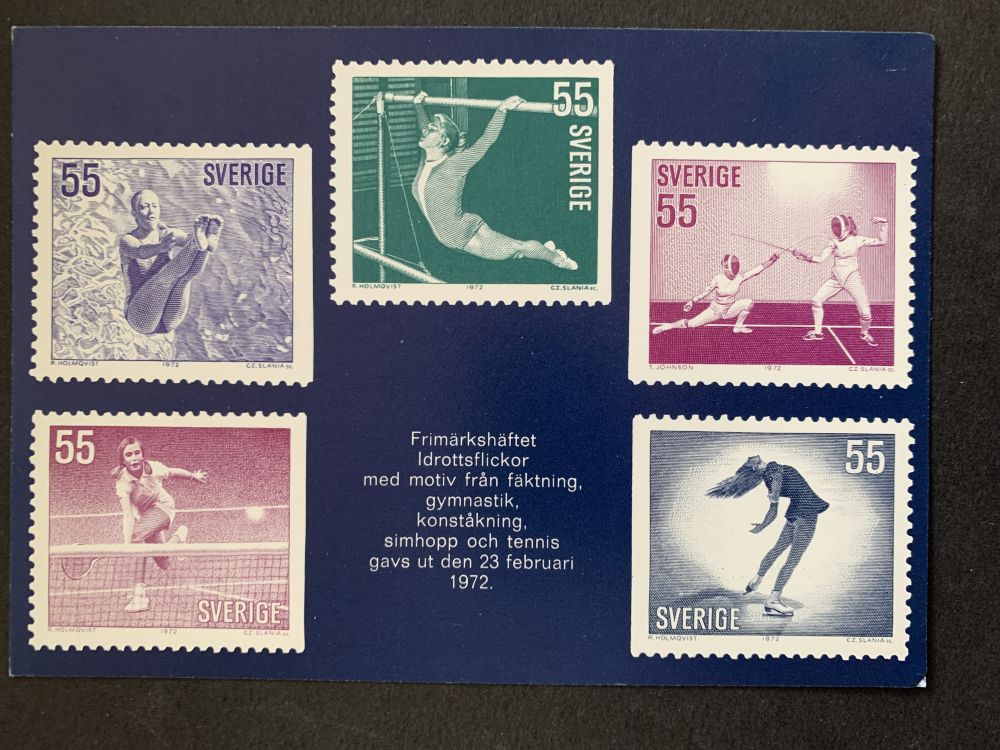 55 SVERIGE
R. HOLMQVIST 1972 CZ. SLANIA SC.
55 SVERIGE
R. HOLMQVIST 1972 CZ. SLANIA SC.
SVERIGE
55
T. JOHNSON 1972 CZ. SLANIA SC.
55
SVERIGE
R. HOLMQVIST 1972 CZ. SLANIA SC.
Frimärkshäftet
Idrottsflickor
med motiv från fäktning,
gymnastik,
konståkning,
simhopp och tennis
gavs ut den 23 februari
1972.
55
SVERIGE
R. HOLMQVIST 1972 CZ. SLANIA SC.